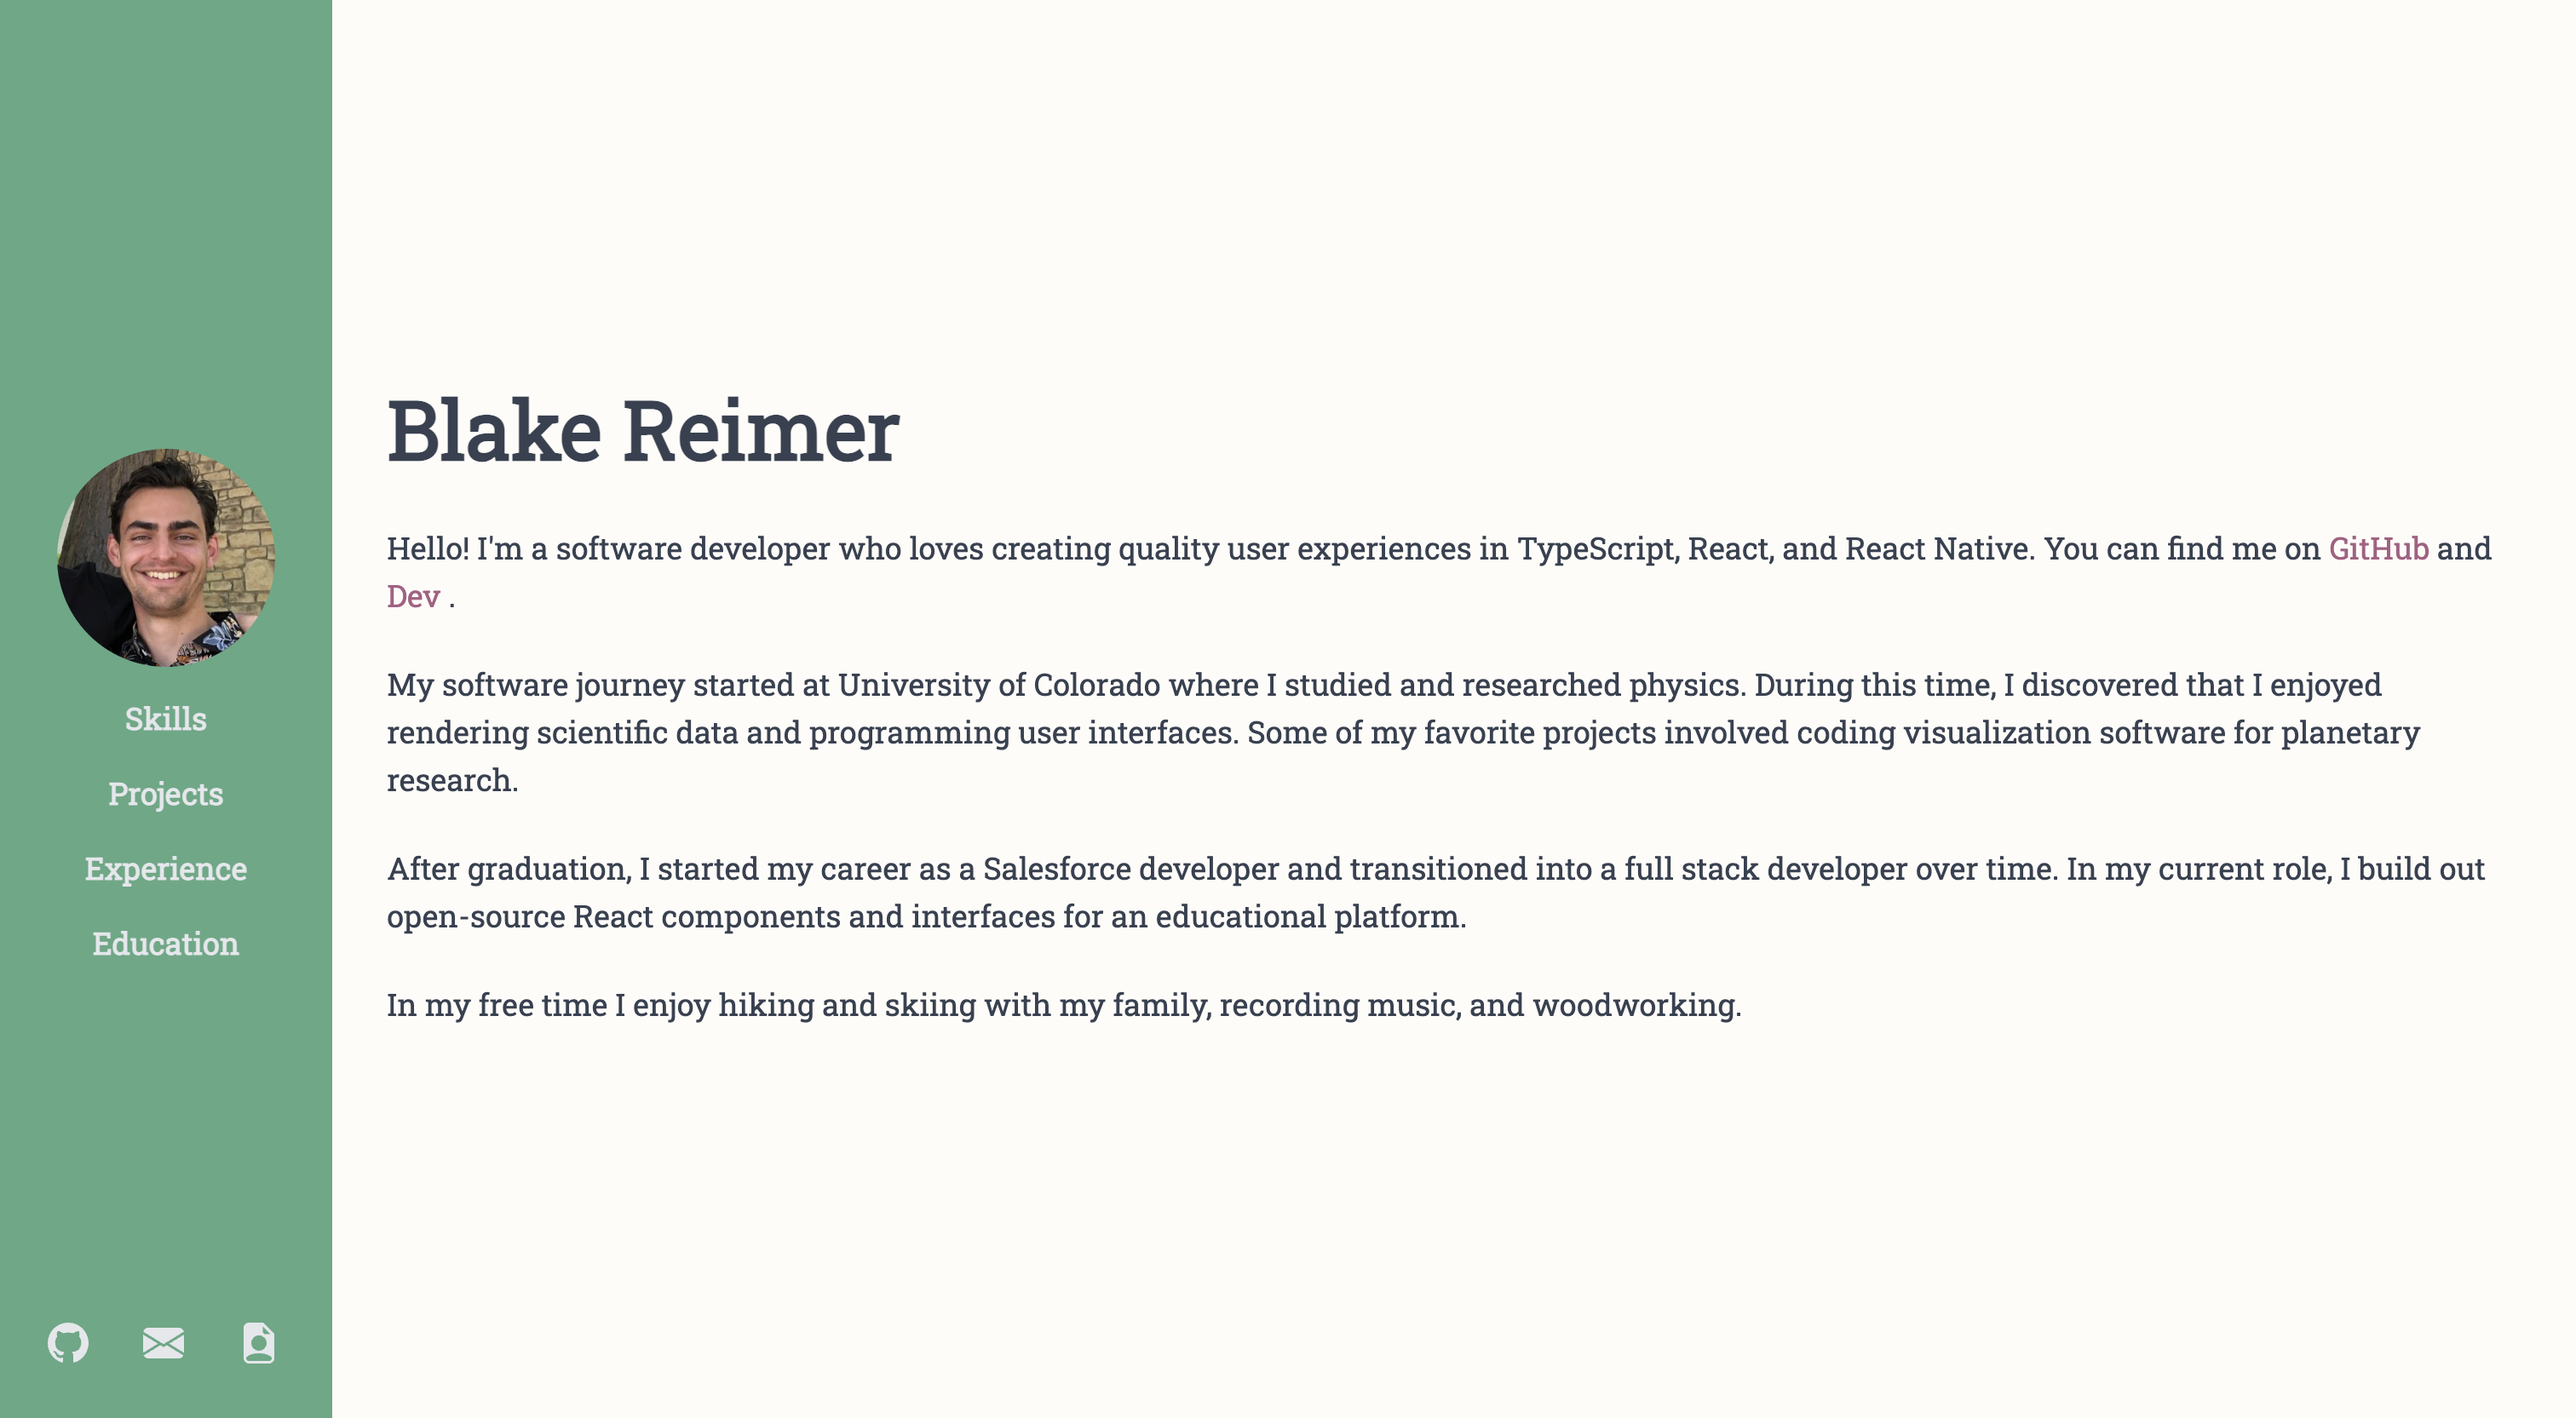 Skills
Projects
Experience
Education
Blake Reimer
Hello! I'm a software developer who loves creating quality user experiences in TypeScript, React, and React Native. You can find me on GitHub and
Dev .
My software journey started at University of Colorado where I studied and researched physics. During this time, I discovered that I enjoyed
rendering scientific data and programming user interfaces. Some of my favorite projects involved coding visualization software for planetary
research.
After graduation, I started my career as a Salesforce developer and transitioned into a full stack developer over time. In my current role, I build out
open-source React components and interfaces for an educational platform.
In my free time I enjoy hiking and skiing with my family, recording music, and woodworking.